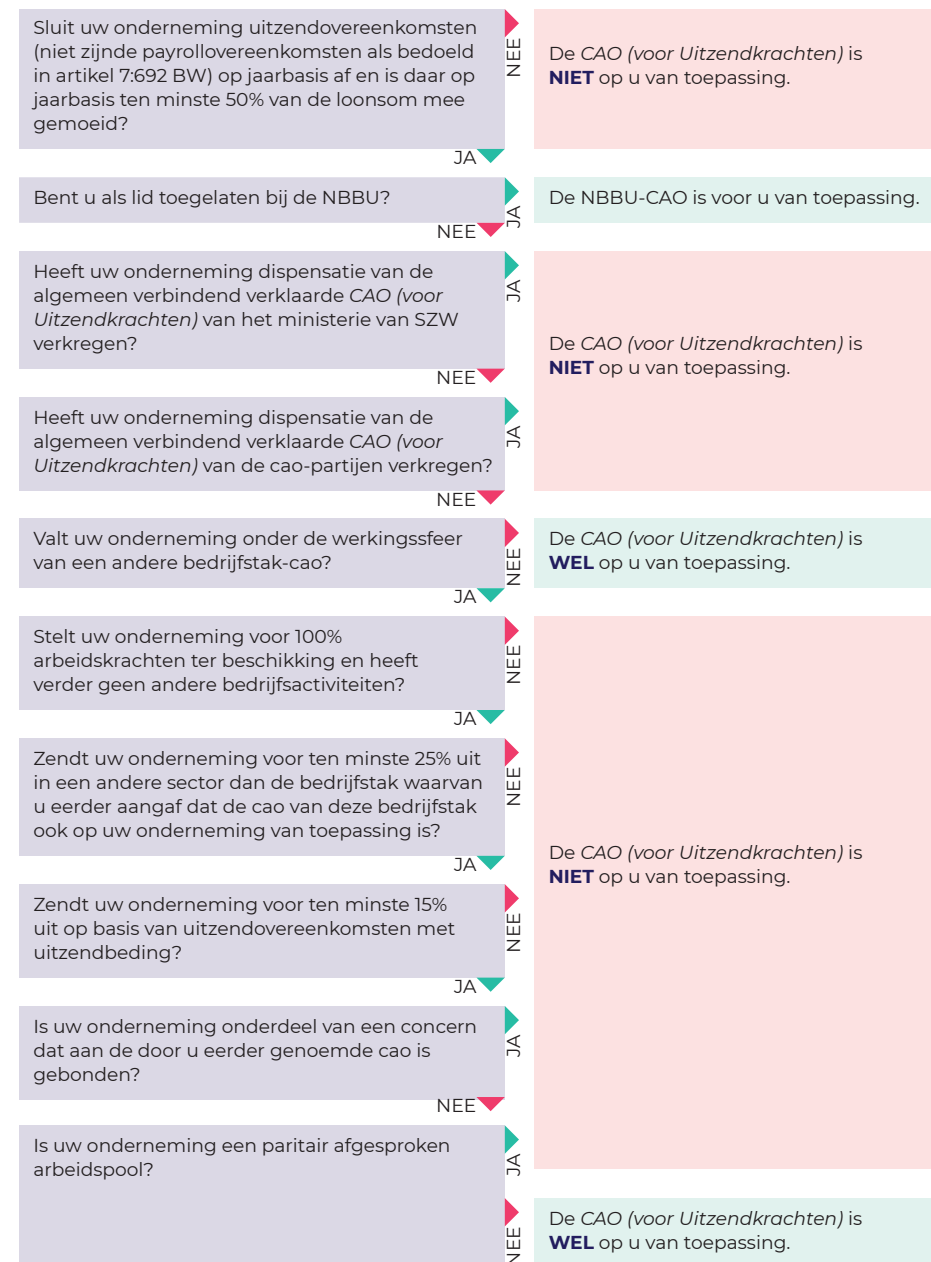 Sluit uw onderneming uitzendovereenkomsten
(niet zijnde payrollovereenkomsten als bedoeld
in artikel 7:692 BW) op jaarbasis af en is daar op
jaarbasis ten minste 50% van de loonsom mee
gemoeid?
NEE
De CAO (voor Uitzendkrachten) is
NIET op u van toepassing.
JA
Bent u als lid toegelaten bij de NBBU?
JA
De NBBU-CAO is voor u van toepassing.
NEE
Heeft uw onderneming dispensatie van de
algemeen verbindend verklaarde CAO (voor
Uitzendkrachten) van het ministerie van SZW
verkregen?
JA
NEE
De CAO (voor Uitzendkrachten) is
NIET op u van toepassing.
Heeft uw onderneming dispensatie van de
algemeen verbindend verklaarde CAO (voor
Uitzendkrachten) van de cao-partijen verkregen?
JA
NEE
Valt uw onderneming onder de werkingssfeer
van een andere bedrijfstak-cao?
NEE
De CAO (voor Uitzendkrachten) is
WEL op u van toepassing.
JA
Stelt uw onderneming voor 100%
arbeidskrachten ter beschikking en heeft
verder geen andere bedrijfsactiviteiten?
NEE
JA
Zendt uw onderneming voor ten minste 25% uit
in een andere sector dan de bedrijfstak waarvan
u eerder aangaf dat de cao van deze bedrijfstak
ook op uw onderneming van toepassing is?
NEE
JA
De CAO (voor Uitzendkrachten) is
NIET op u van toepassing.
Zendt uw onderneming voor ten minste 15%
uit op basis van uitzendovereenkomsten met
uitzendbeding?
NEE
JA
Is uw onderneming onderdeel van een concern
dat aan de door u eerder genoemde cao is
gebonden?
JA
NEE
Is uw onderneming een paritair afgesproken
arbeidspool?
JA
NEE
De CAO (voor Uitzendkrachten) is
WEL op u van toepassing.